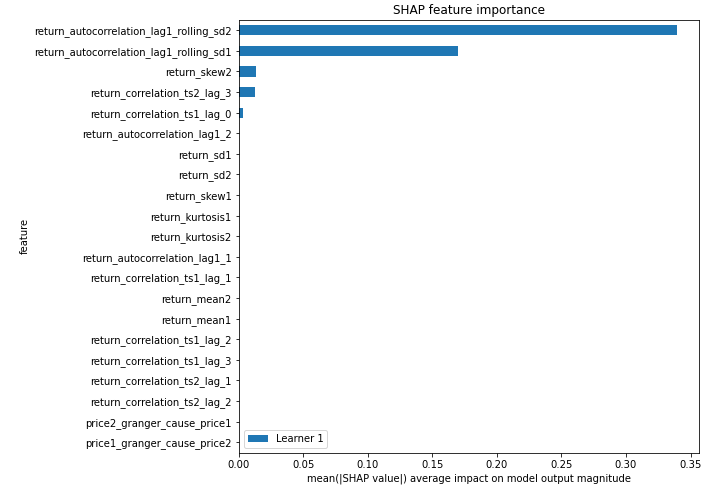 SHAP feature importance
return_autocorrelation_lag1_rolling_sd2
return_autocorrelation_lag1_rolling_sd1
return_skew2
return_correlation_ts2_lag_3
return_correlation_ts1_lag_0
return_autocorrelation_lag1_2
return_sd1
return_sd2
return_skew1
return_kurtosis1
return_kurtosis2
return_autocorrelation_lag1_1
return_correlation_ts1_lag_1
return_mean2
return_mean1
return_correlation_ts1_lag_2
return_correlation_ts1_lag_3
return_correlation_ts2_lag_1
return_correlation_ts2_lag_2
price2_granger_cause_price1
price1_granger_cause_price2
feature
Learner 1
0.00 0.05 0.10 0.15 0.20 0.25 0.30 0.35
mean(|SHAP value|) average impact on model output magnitude